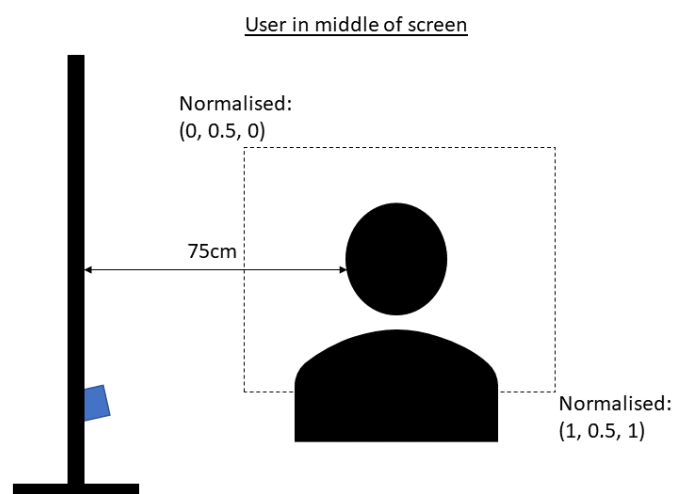 User in middle of screen
Normalised:
(0, 0.5, 0)
75cm
Normalised:
(1, 0.5, 1)